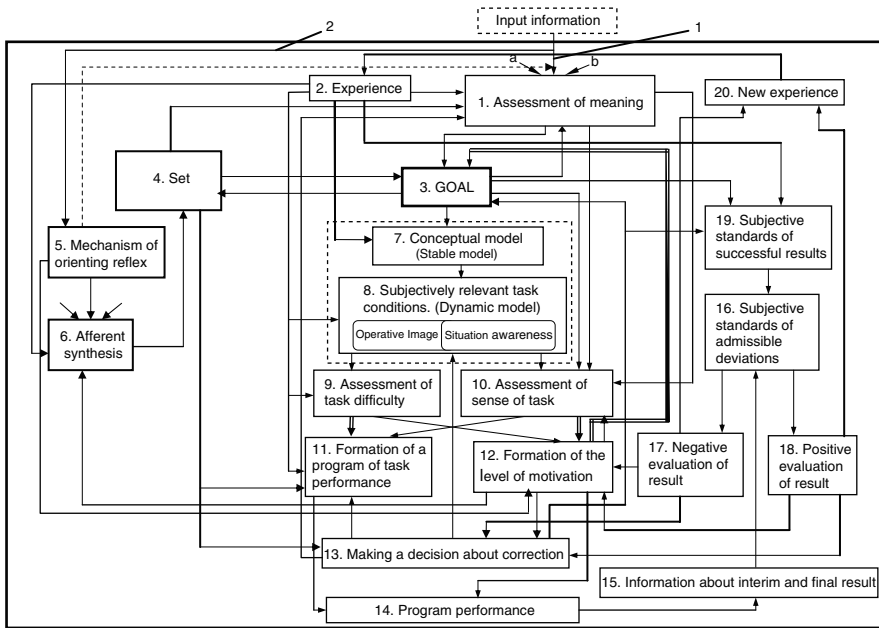 Input information
2
1
a
b
2. Experience
1. Assessment of meaning
20. New experience
4. Set
3. GOAL
5. Mechanism of
orienting reflex
7. Conceptual model
(Stable model)
19. Subjective
standards of
successful results
8. Subjectively relevant task
conditions. (Dynamic model)
Operative Image
Situation awareness
6. Afferent
synthesis
16. Subjective
standards of
admissible
deviations
9. Assessment of
task difficulty
10. Assessment of
sense of task
11. Formation of a
program of task
performance
12. Formation of the
level of motivation
17. Negative
evaluation of
result
18. Positive
evaluation
of result
13. Making a decision about correction
15. Information about interim and final result
14. Program performance